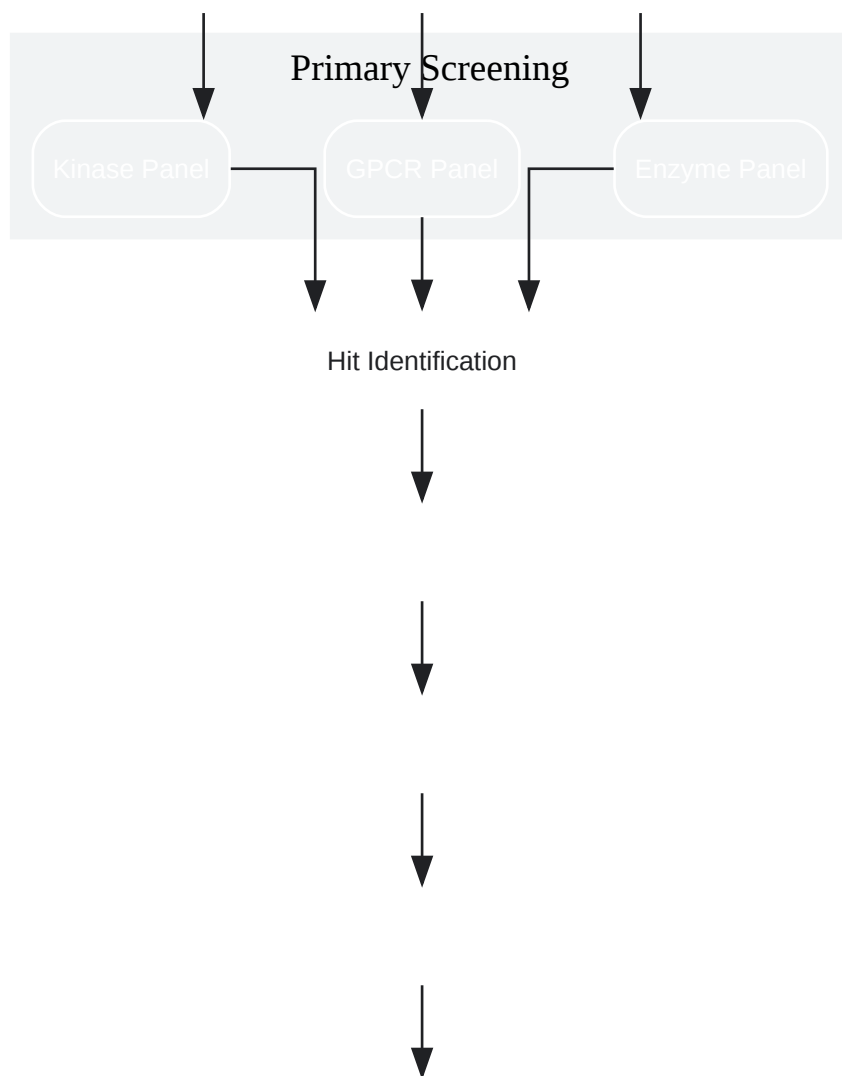 Primary Screening
Kinase Panel
GPCR Panel
Enzyme Panel
Hit Identification